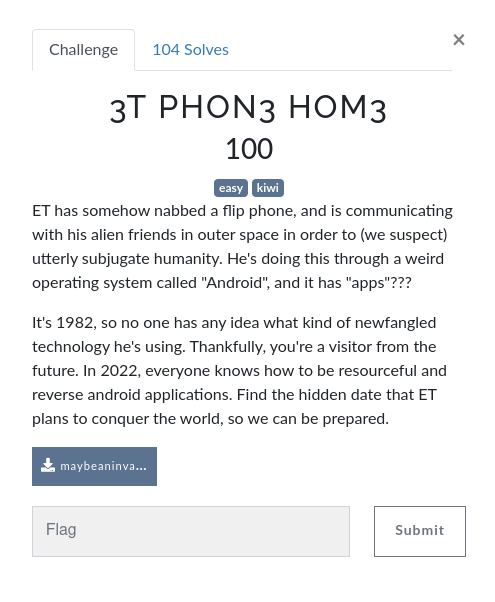 Challenge
104 Solves
×
3T PHON3 HOM3
100
easy kiwi
ET has somehow nabbed a flip phone, and is communicating
with his alien friends in outer space in order to (we suspect)
utterly subjugate humanity. He's doing this through a weird
operating system called "Android", and it has "apps"???
It's 1982, so no one has any idea what kind of newfangled
technology he's using. Thankfully, you're a visitor from the
future. In 2022, everyone knows how to be resourceful and
reverse android applications. Find the hidden date that ET
plans to conquer the world, so we can be prepared.
maybeaninva...
Flag
Submit